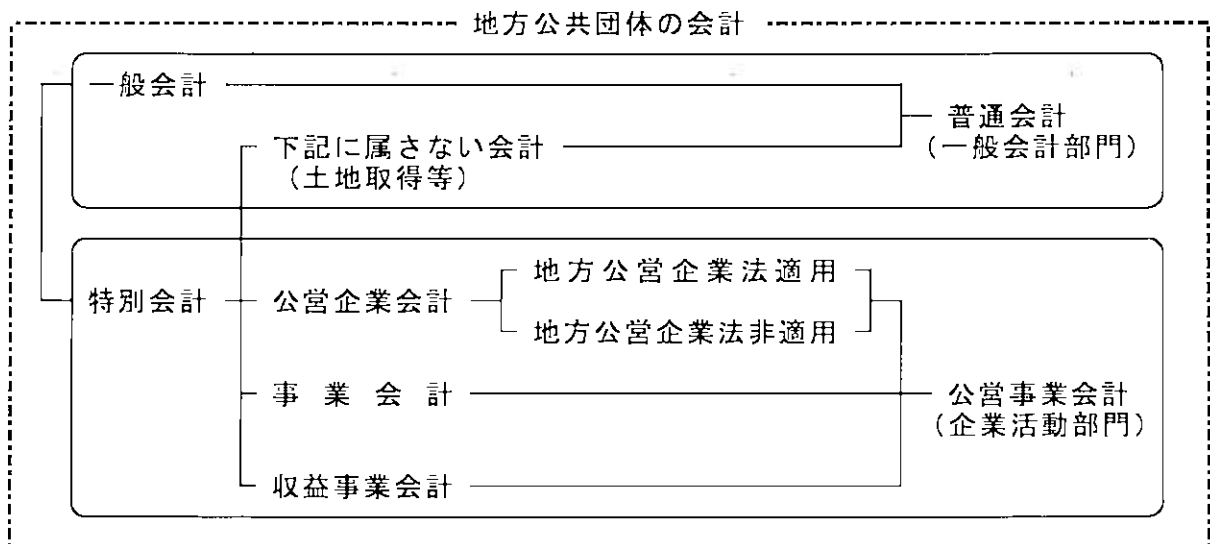 地方公共団体の会計
一般会計
普通会計
(一般会計部門)
下記に属さない会計
(土地取得等)
特別会計
公営企業会計
地方公営企業法適用
地方公営企業法非適用
事業会計
公営事業会計
(企業活動部門)
収益事業会計